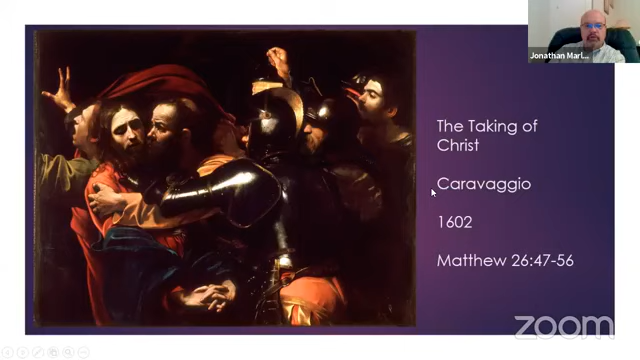 Jonathan Marl...
The Taking of
Christ
Caravaggio
1602
Matthew 26:47-56
zoom